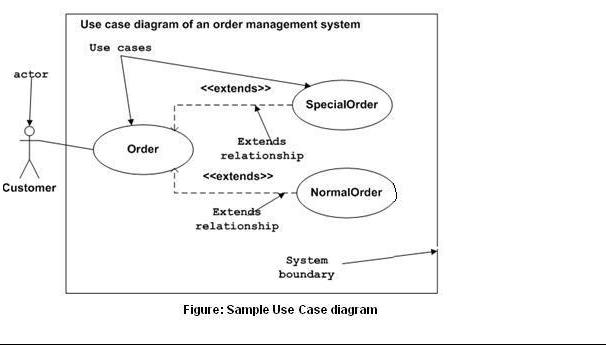 Use case diagram of an order management system
Use cases
actor
<<extends>>
SpecialOrder
Extends
relationship
Order
Customer
<<extends>>
NormalOrder
Extends
relationship
System
boundary
Figure: Sample Use Case diagram